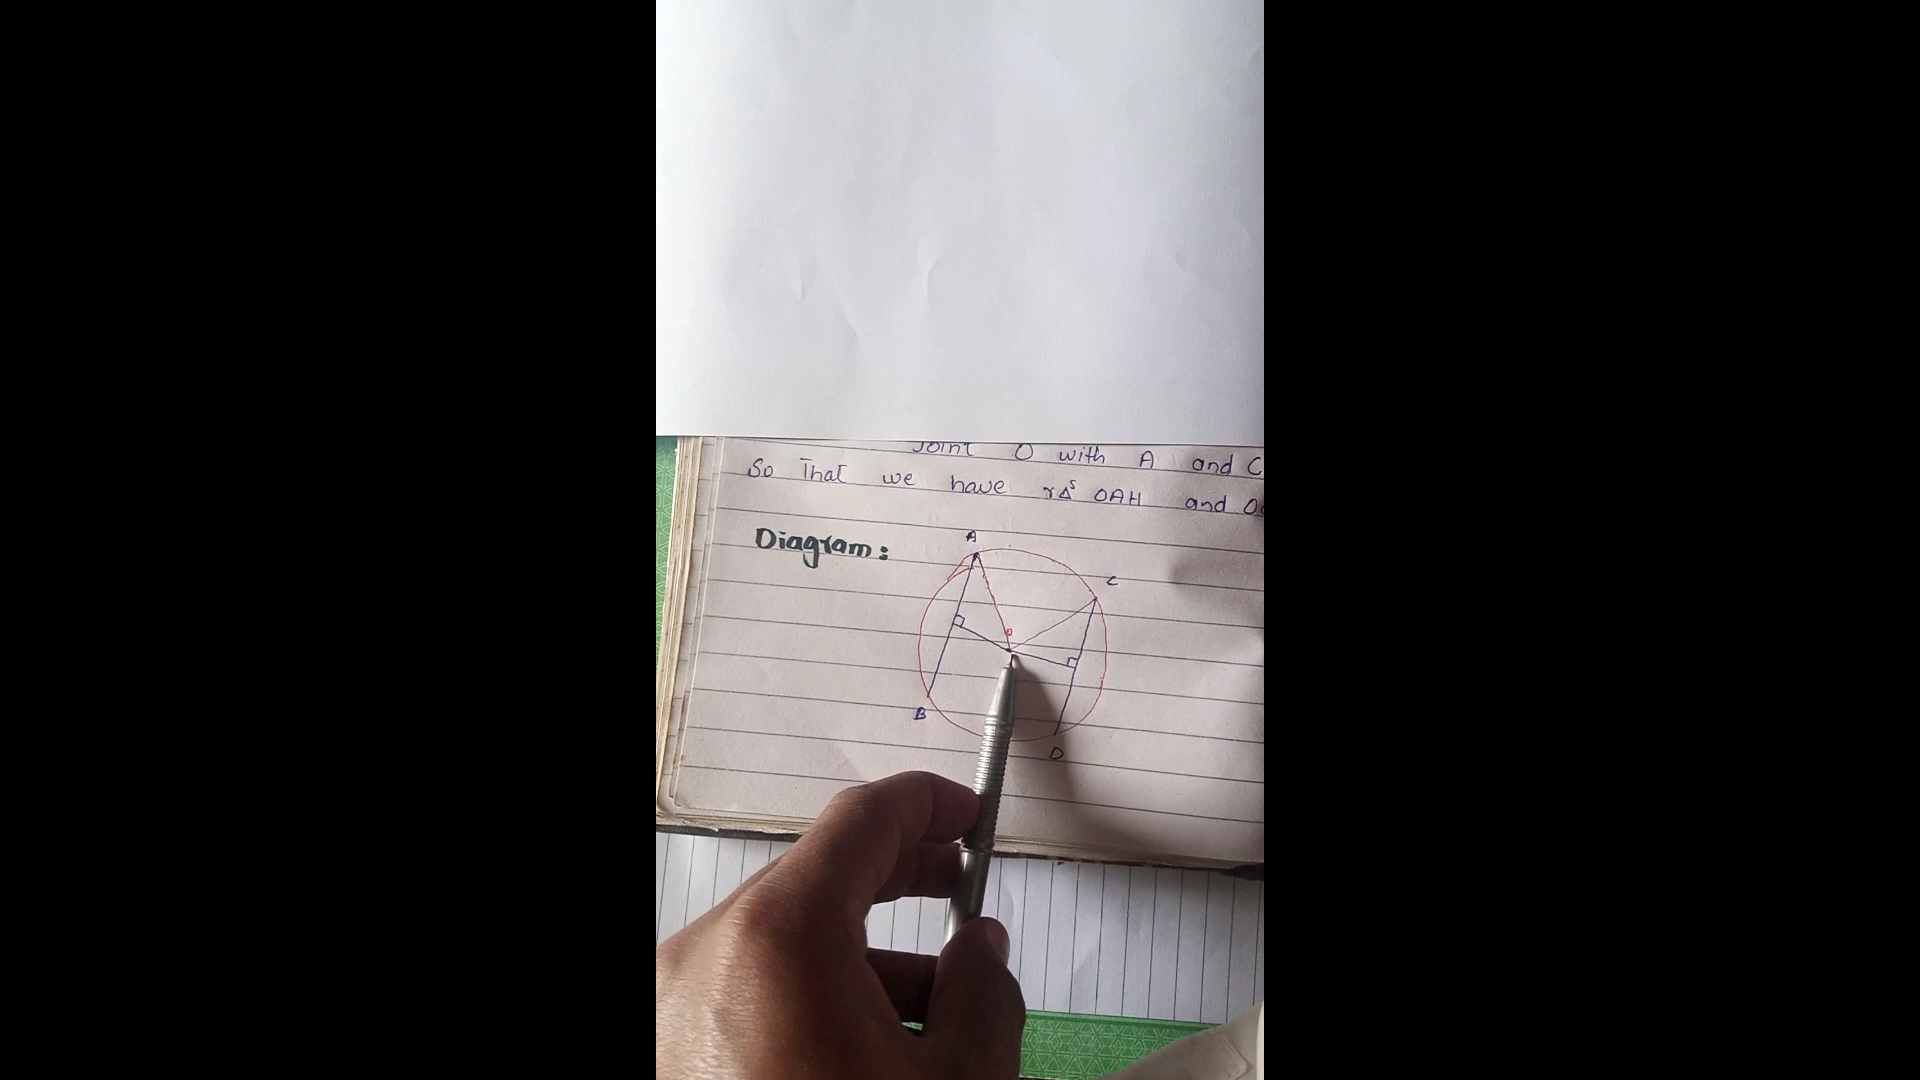 Joint O with A and C
So That we have rΔˢ OAH and O
Diagram:
A
C
O
B
D